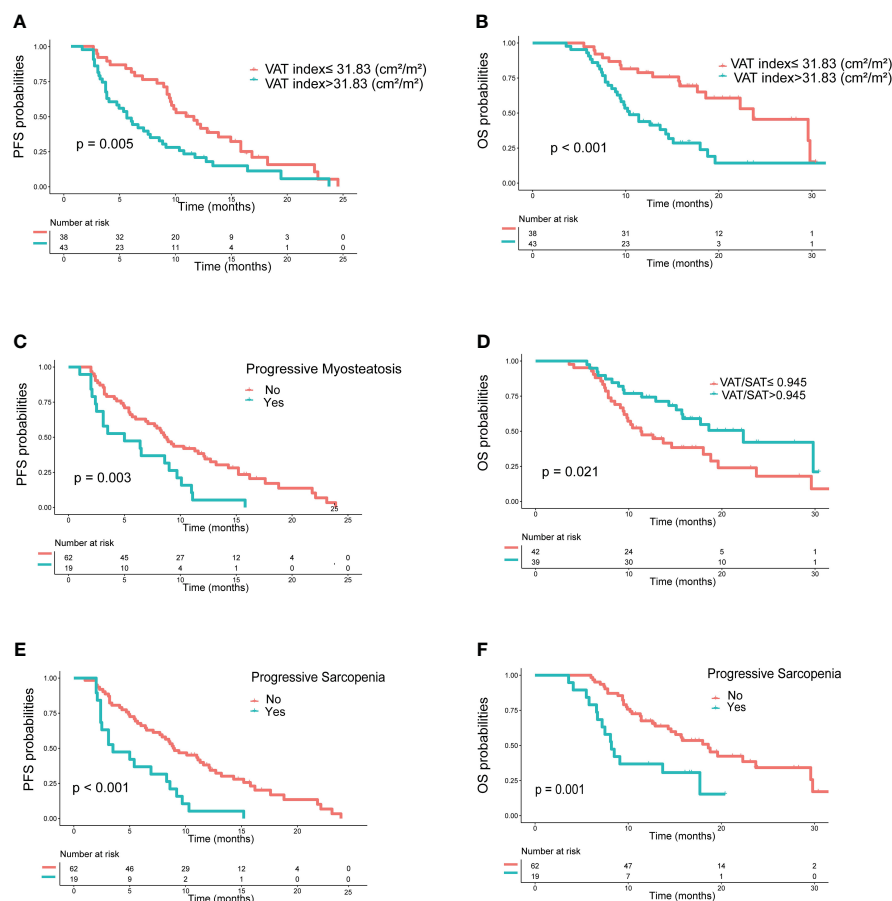 A
PFS probabilities
1.00
0.75
0.50
0.25
0.00
VAT index≤ 31.83 (cm²/m²)
VAT index>31.83 (cm²/m²)
p = 0.005
0 5 10 15 20 25
Time (months)
Number at risk
38 32 20 9 3 0
43 23 11 4 1 0
0 5 10 15 20 25
Time (months)
B
OS probabilities
1.00
0.75
0.50
0.25
0.00
VAT index≤ 31.83 (cm²/m²)
VAT index>31.83 (cm²/m²)
p < 0.001
0 10 20 30
Time (months)
Number at risk
38 31 12 1
43 23 3 1
0 10 20 30
Time (months)
C
PFS probabilities
1.00
0.75
0.50
0.25
0.00
Progressive Myosteatosis
No
Yes
p = 0.003
0 5 10 15 20 25
Time (months)
Number at risk
62 45 27 12 4 0
19 10 4 1 0 0
0 5 10 15 20 25
Time (months)
D
OS probabilities
1.00
0.75
0.50
0.25
0.00
VAT/SAT≤ 0.945
VAT/SAT>0.945
p = 0.021
0 10 20 30
Time (months)
Number at risk
42 24 5 1
39 30 10 1
0 10 20 30
Time (months)
E
PFS probabilities
1.00
0.75
0.50
0.25
0.00
Progressive Sarcopenia
No
Yes
p < 0.001
0 5 10 15 20
Time (months)
Number at risk
62 46 29 12 4 0
19 9 2 1 0 0
0 5 10 15 20 25
Time (months)
F
OS probabilities
1.00
0.75
0.50
0.25
0.00
Progressive Sarcopenia
No
Yes
p = 0.001
0 10 20 30
Time (months)
Number at risk
62 47 14 2
19 7 1 0
0 10 20 30
Time (months)